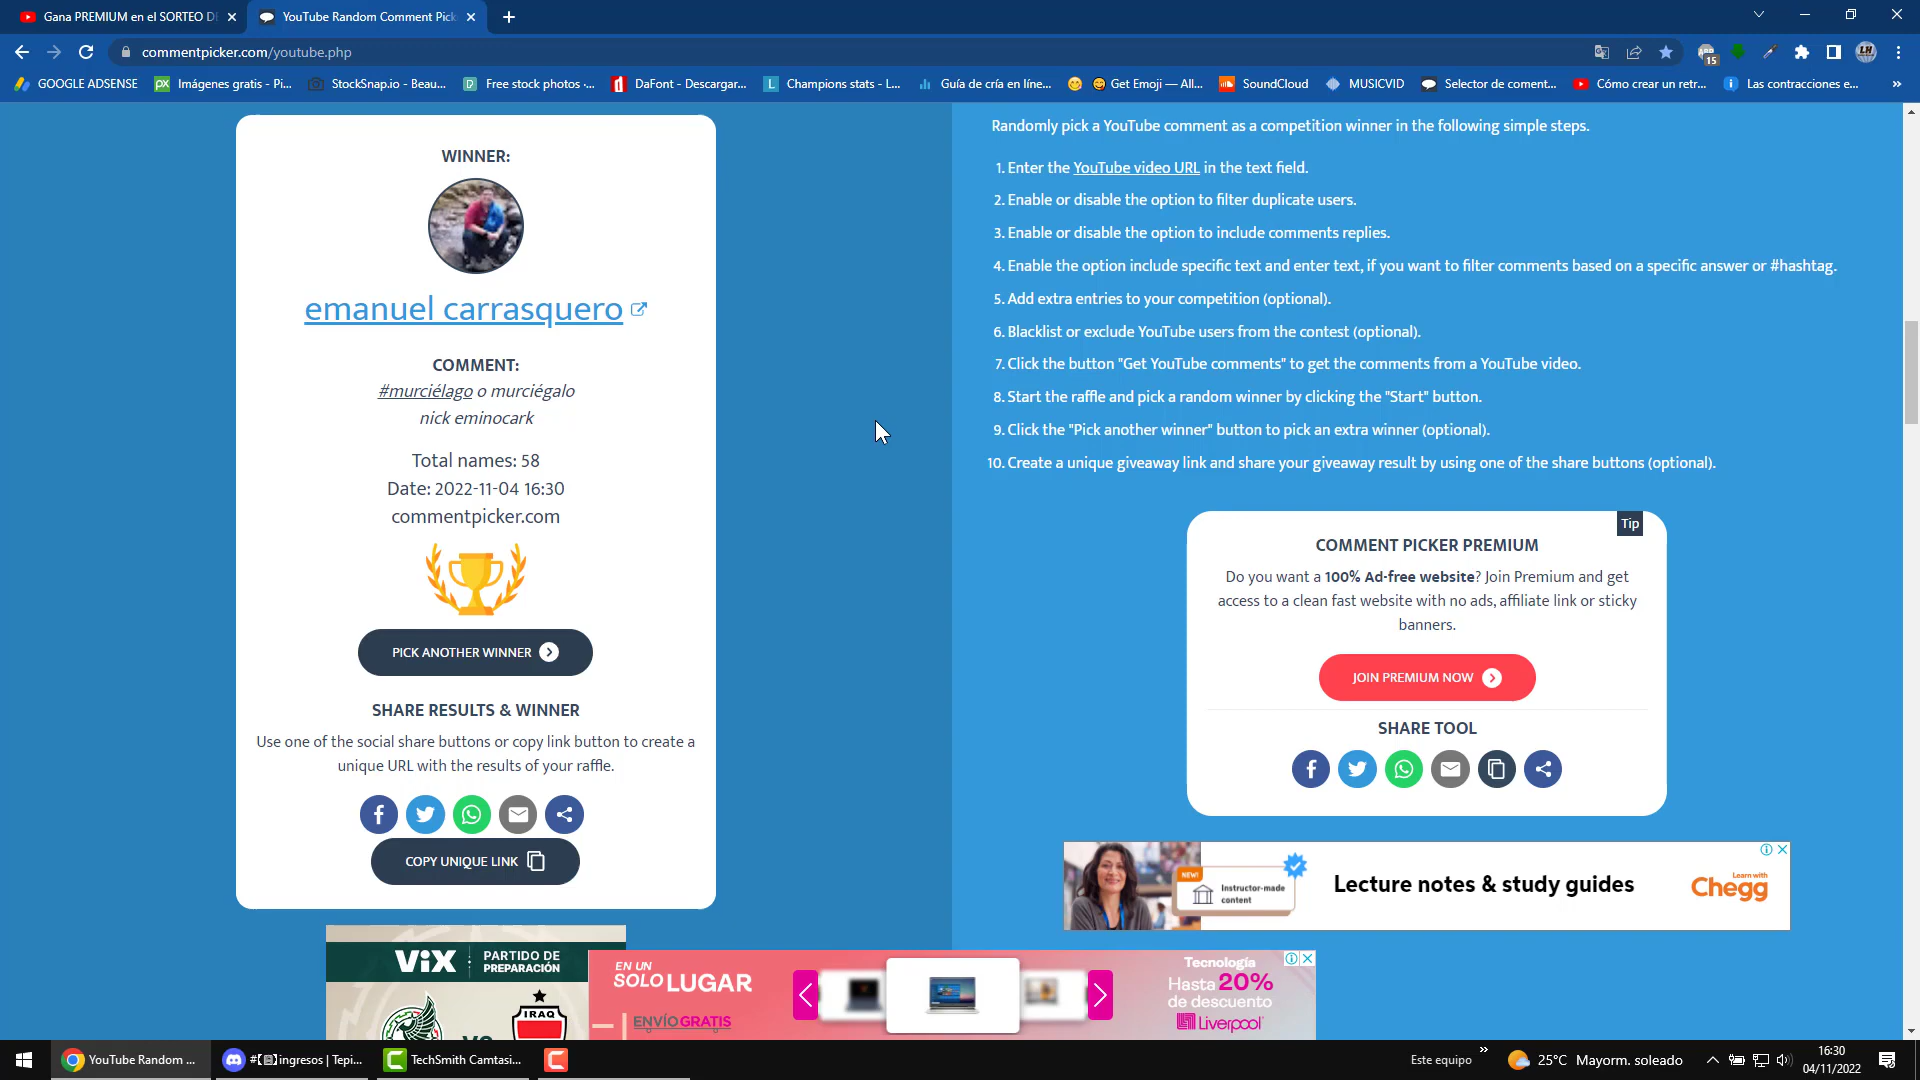 Gana PREMIUM en el SORTEO DE
YouTube Random Comment Pick
commentpicker.com/youtube.php
15
LH
GOOGLE ADSENSE
px
Imágenes gratis - Pi...
StockSnap.io - Beau...
Free stock photos ·...
DaFont - Descargar...
L
Champions stats - L...
Guía de cría en líne...
Get Emoji — All...
SoundCloud
MUSICVID
Selector de coment...
Cómo crear un retr...
Las contracciones e...
»
WINNER:
emanuel carrasquero
COMMENT:
#murciélago o murciégalo
nick eminocark
Total names: 58
Date: 2022-11-04 16:30
commentpicker.com
PICK ANOTHER WINNER
SHARE RESULTS & WINNER
Use one of the social share buttons or copy link button to create a
unique URL with the results of your raffle.
COPY UNIQUE LINK
Randomly pick a YouTube comment as a competition winner in the following simple steps.
1. Enter the YouTube video URL in the text field.
2. Enable or disable the option to filter duplicate users.
3. Enable or disable the option to include comments replies.
4. Enable the option include specific text and enter text, if you want to filter comments based on a specific answer or #hashtag.
5. Add extra entries to your competition (optional).
6. Blacklist or exclude YouTube users from the contest (optional).
7. Click the button "Get YouTube comments" to get the comments from a YouTube video.
8. Start the raffle and pick a random winner by clicking the "Start" button.
9. Click the "Pick another winner" button to pick an extra winner (optional).
10. Create a unique giveaway link and share your giveaway result by using one of the share buttons (optional).
Tip
COMMENT PICKER PREMIUM
Do you want a 100% Ad-free website? Join Premium and get
access to a clean fast website with no ads, affiliate link or sticky
banners.
JOIN PREMIUM NOW
SHARE TOOL
NEW!
Instructor-made
content
Lecture notes & study guides
Learn with
Chegg
ViX
PARTIDO DE
PREPARACIÓN
IRAQ
VS
EN UN
SOLO LUGAR
ENVÍO GRATIS
Tecnología
Hasta 20%
de descuento
Liverpool
YouTube Random ...
ingresos | Tepi...
TechSmith Camtasi...
Este equipo
»
25°C Mayorm. soleado
16:30
04/11/2022